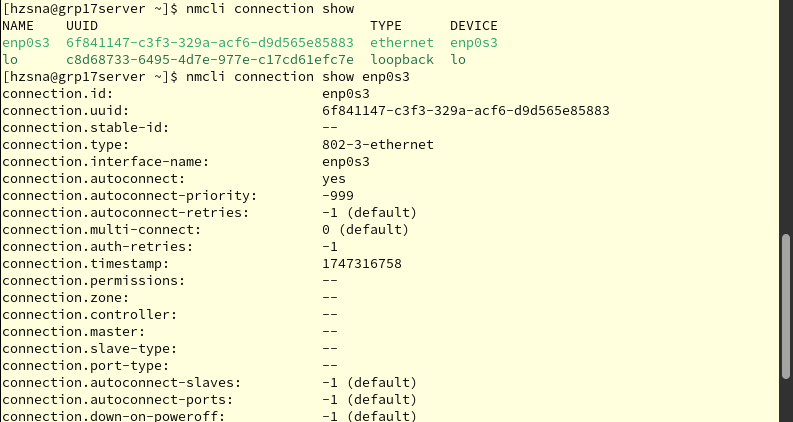 [hzsna@grp17server ~]$ nmcli connection show
NAME    UUID                                  TYPE      DEVICE
enp0s3  6f841147-c3f3-329a-acf6-d9d565e85883  ethernet  enp0s3
lo      c8d68733-6495-4d7e-977e-c17cd61efc7e  loopback  lo
[hzsna@grp17server ~]$ nmcli connection show enp0s3
connection.id:                          enp0s3
connection.uuid:                        6f841147-c3f3-329a-acf6-d9d565e85883
connection.stable-id:                   --
connection.type:                        802-3-ethernet
connection.interface-name:              enp0s3
connection.autoconnect:                 yes
connection.autoconnect-priority:        -999
connection.autoconnect-retries:         -1 (default)
connection.multi-connect:               0 (default)
connection.auth-retries:                -1
connection.timestamp:                   1747316758
connection.permissions:                 --
connection.zone:                        --
connection.controller:                  --
connection.master:                      --
connection.slave-type:                  --
connection.port-type:                   --
connection.autoconnect-slaves:          -1 (default)
connection.autoconnect-ports:           -1 (default)
connection.down-on-poweroff:            -1 (default)